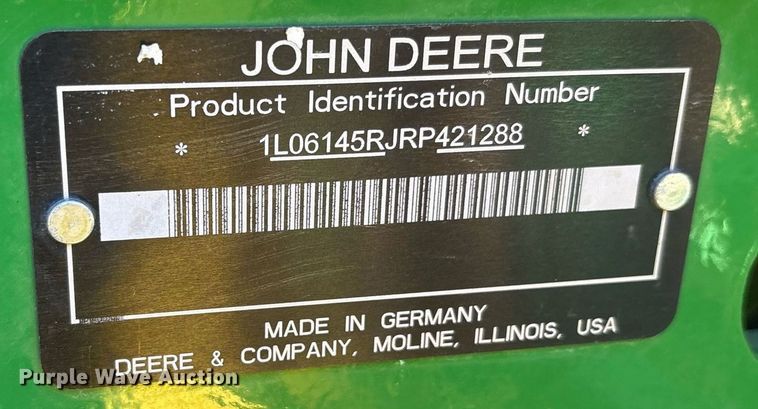 JOHN DEERE
Product Identification Number
* 1L06145RJRP421288 *
MADE IN GERMANY
DEERE & COMPANY, MOLINE, ILLINOIS, USA
Purple Wave Auction